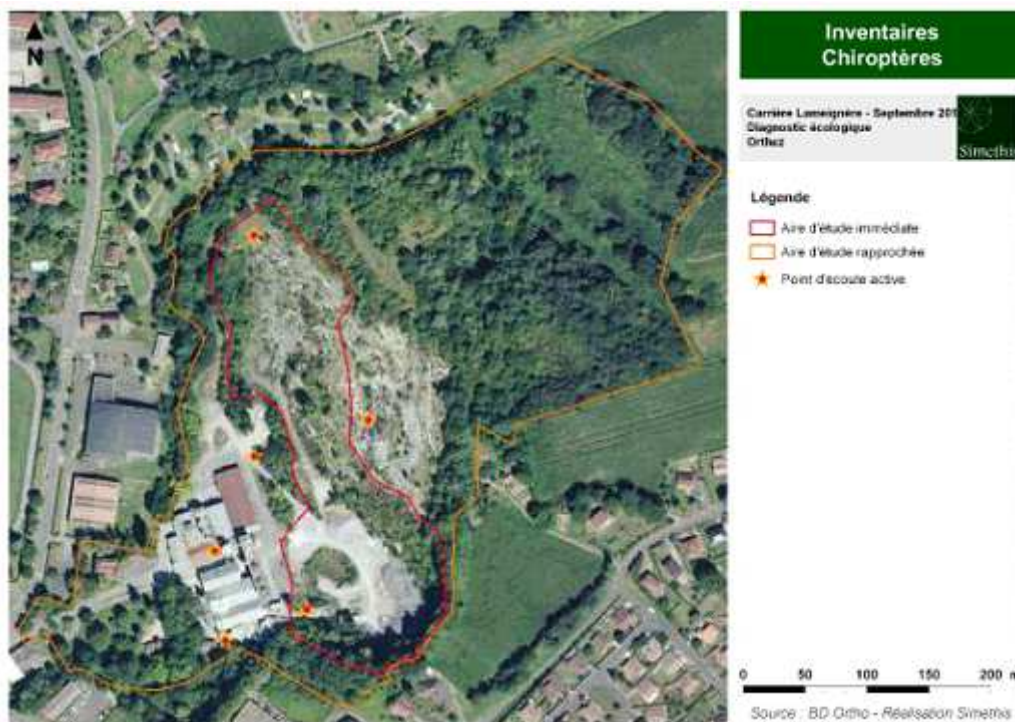 N
Inventaires
Chiroptères
Carrière Lameignère - Septembre
Diagnostic écologique
Orthez
Simethis
Légende
Aire d'étude immédiate
Aire d'étude rapprochée
Point d'écoute active
0 50 100 150 200 m
Source : BD Ortho - Réalisation Simethis